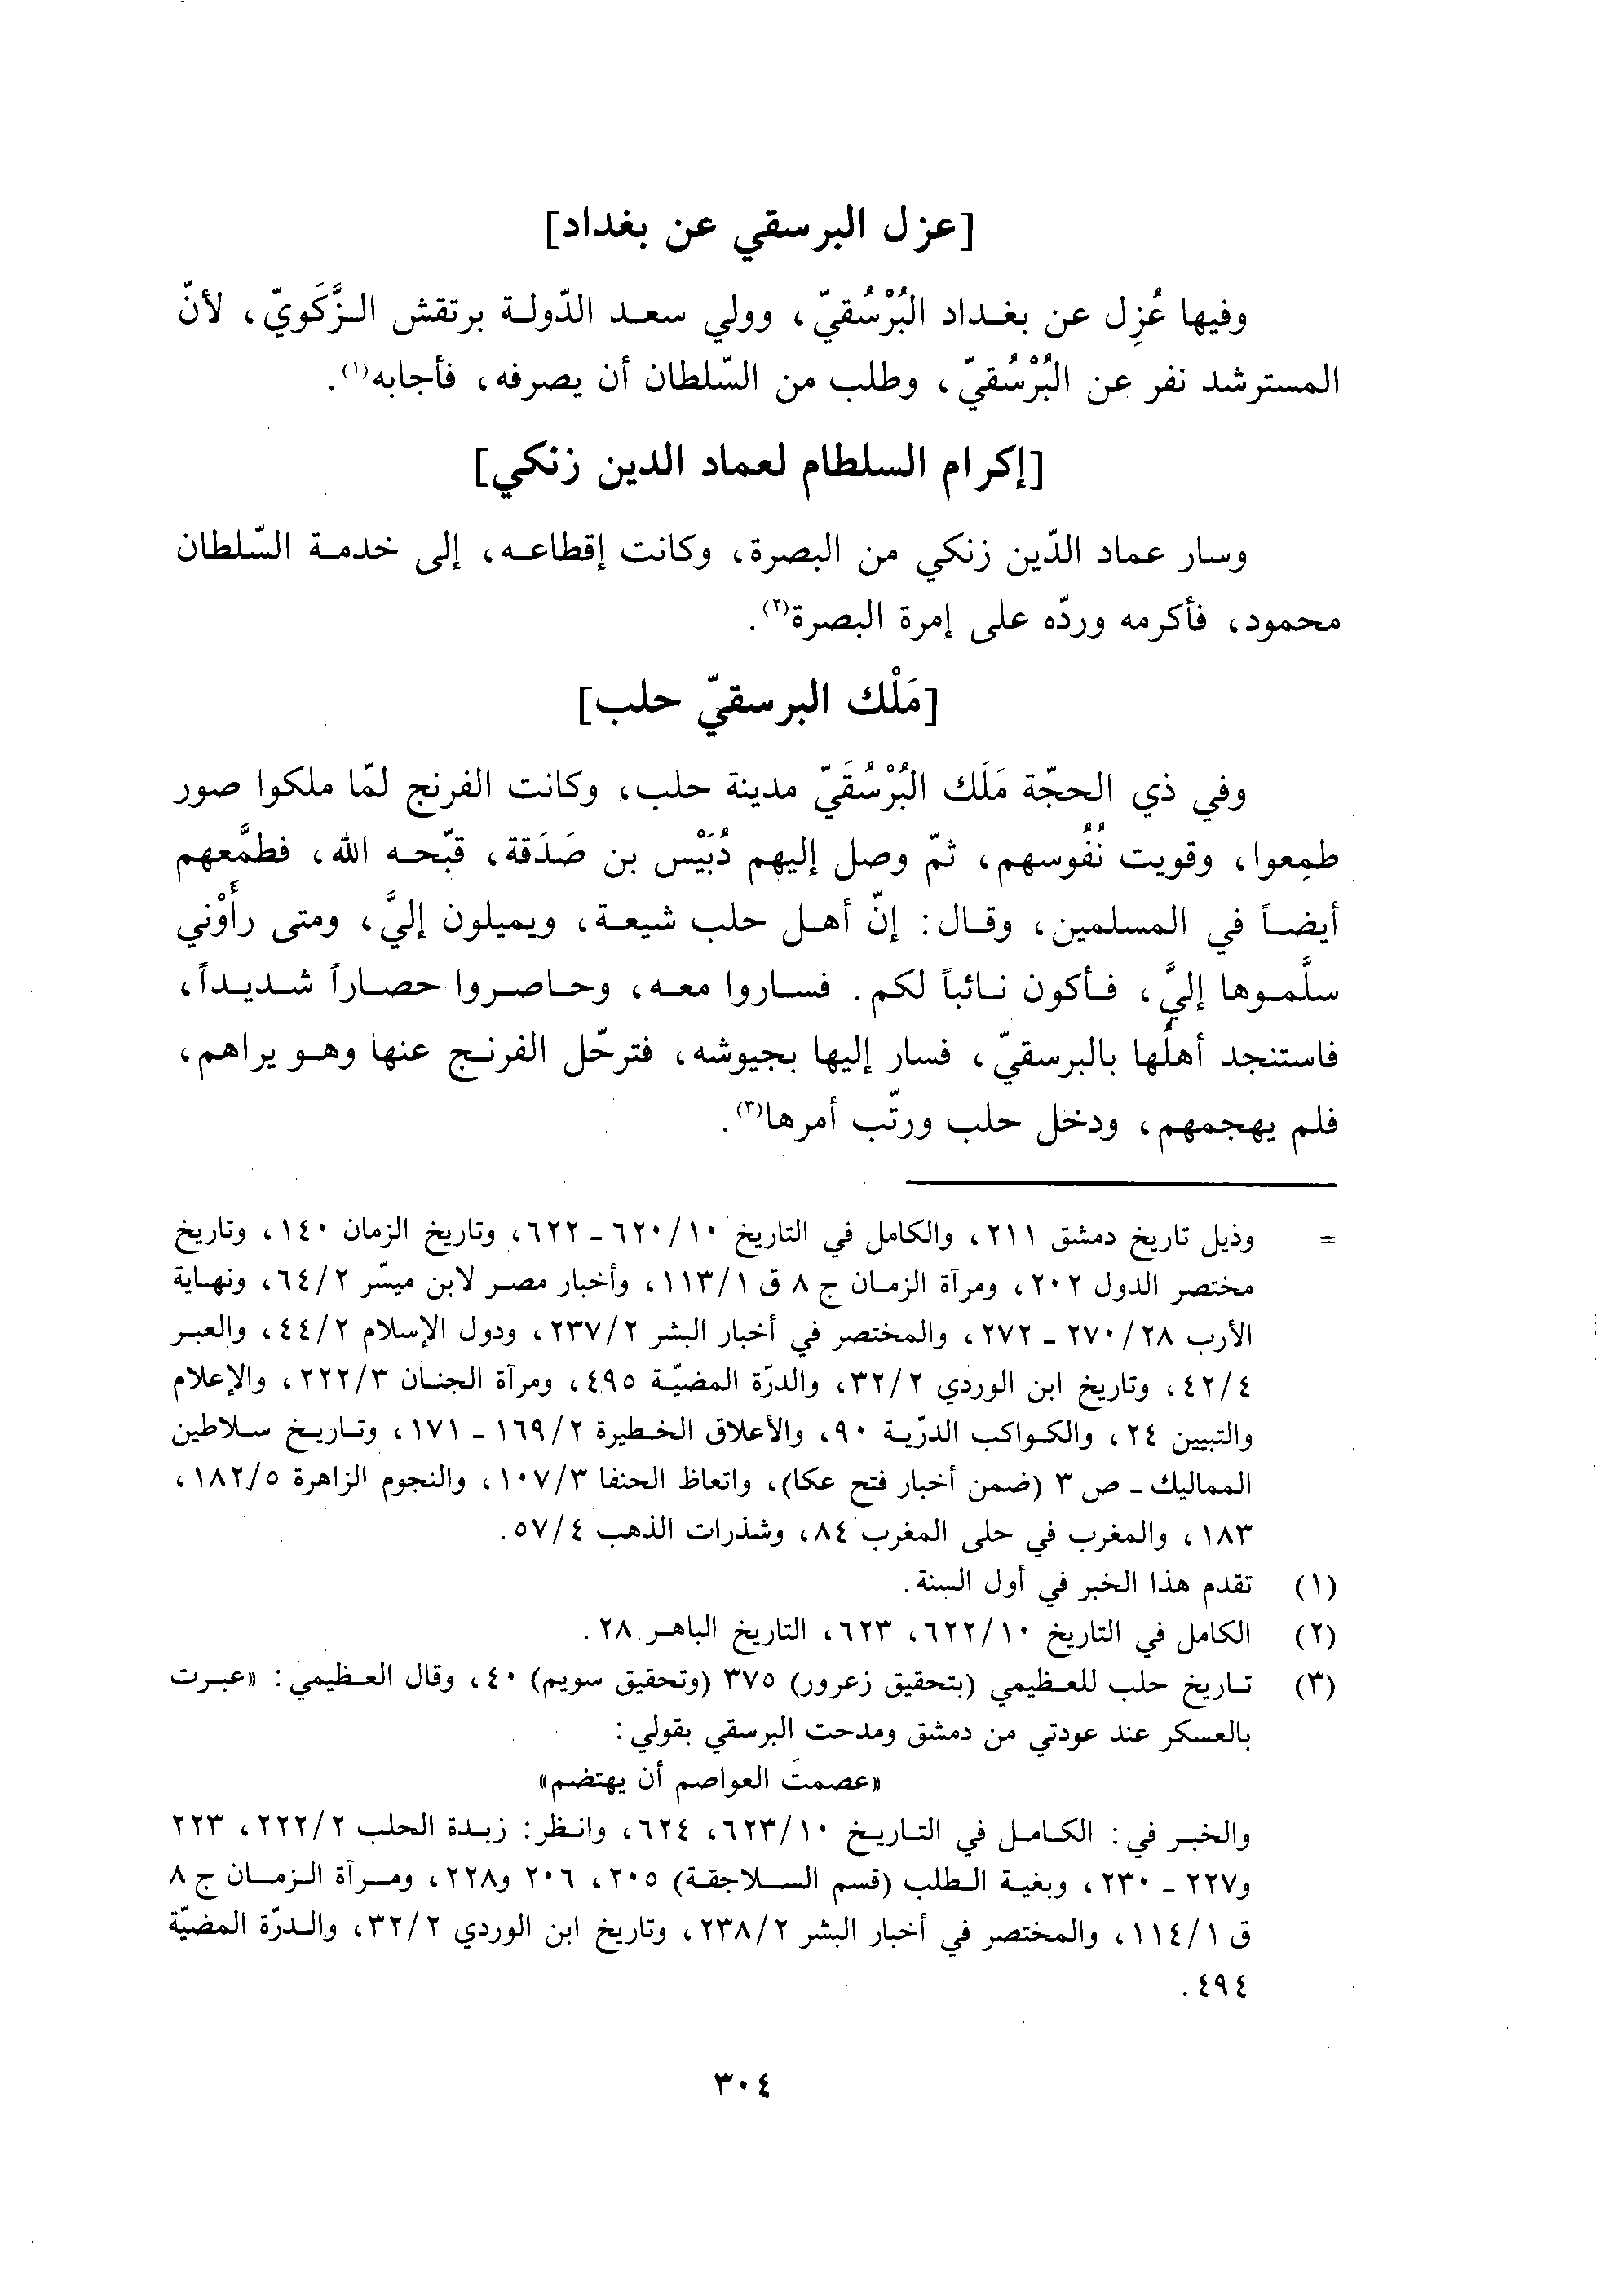 [عزل البرسقي عن بغداد]
وفيها عُزِل عن بغداد البُرْسُقيّ، وولي سعد الدّولة برتقش الزَّكَويّ، لأنّ
المسترشد نفر عن البُرْسُقيّ، وطلب من السّلطان أن يصرفه، فأجابه(١).
[إكرام السلطام لعماد الدين زنكي]
وسار عماد الدّين زنكي من البصرة، وكانت إقطاعه، إلى خدمة السّلطان
محمود، فأكرمه وردّه على إمرة البصرة(٢).
[مَلْك البرسقيّ حلب]
وفي ذي الحجّة مَلَك البُرْسُقَيّ مدينة حلب، وكانت الفرنج لمّا ملكوا صور
طمِعوا، وقويت نُفُوسهم، ثمّ وصل إليهم دُبَيْس بن صَدَقة، قبّحه الله، فطمَّعهم
أيضاً في المسلمين، وقال: إنّ أهل حلب شيعة، ويميلون إليَّ، ومتى رأَوْني
سلَّموها إليَّ، فأكون نائباً لكم. فساروا معه، وحاصروا حصاراً شديداً،
فاستنجد أهلُها بالبرسقيّ، فسار إليها بجيوشه، فترحّل الفرنج عنها وهو يراهم،
فلم يهجمهم، ودخل حلب ورتّب أمرها(٣).
= وذيل تاريخ دمشق ٢١١، والكامل في التاريخ ٦٢٠/١٠ ـ ٦٢٢، وتاريخ الزمان ١٤٠، وتاريخ
مختصر الدول ٢٠٢، ومرآة الزمان ج ٨ ق ١١٣/١، وأخبار مصر لابن ميسّر ٦٤/٢، ونهاية
الأرب ٢٧٠/٢٨ ـ ٢٧٢، والمختصر في أخبار البشر ٢٣٧/٢، ودول الإسلام ٤٤/٢، والعبر
٤٢/٤، وتاريخ ابن الوردي ٣٢/٢، والدرّة المضيّة ٤٩٥، ومرآة الجنان ٢٢٢/٣، والإعلام
والتبيين ٢٤، والكواكب الدرّية ٩٠، والأعلاق الخطيرة ١٦٩/٢ ـ ١٧١، وتاريخ سلاطين
المماليك ـ ص ٣ (ضمن أخبار فتح عكا)، واتعاظ الحنفا ١٠٧/٣، والنجوم الزاهرة ١٨٢/٥،
١٨٣، والمغرب في حلى المغرب ٨٤، وشذرات الذهب ٥٧/٤.
(١) تقدم هذا الخبر في أول السنة.
(٢) الكامل في التاريخ ٦٢٢/١٠، ٦٢٣، التاريخ الباهر ٢٨.
(٣) تاريخ حلب للعظيمي (بتحقيق زعرور) ٣٧٥ (وتحقيق سويم) ٤٠، وقال العظيمي: «عبرت
بالعسكر عند عودتي من دمشق ومدحت البرسقي بقولي:
«عصمتَ العواصم أن يهتضم»
والخبر في: الكامل في التاريخ ٦٢٣/١٠، ٦٢٤، وانظر: زبدة الحلب ٢٢٢/٢، ٢٢٣
و٢٢٧ ـ ٢٣٠، وبغية الطلب (قسم السلاجقة) ٢٠٥، ٢٠٦ و٢٢٨، ومرآة الزمان ج ٨
ق ١١٤/١، والمختصر في أخبار البشر ٢٣٨/٢، وتاريخ ابن الوردي ٣٢/٢، والدرّة المضيّة
٤٩٤.
٣٠٤